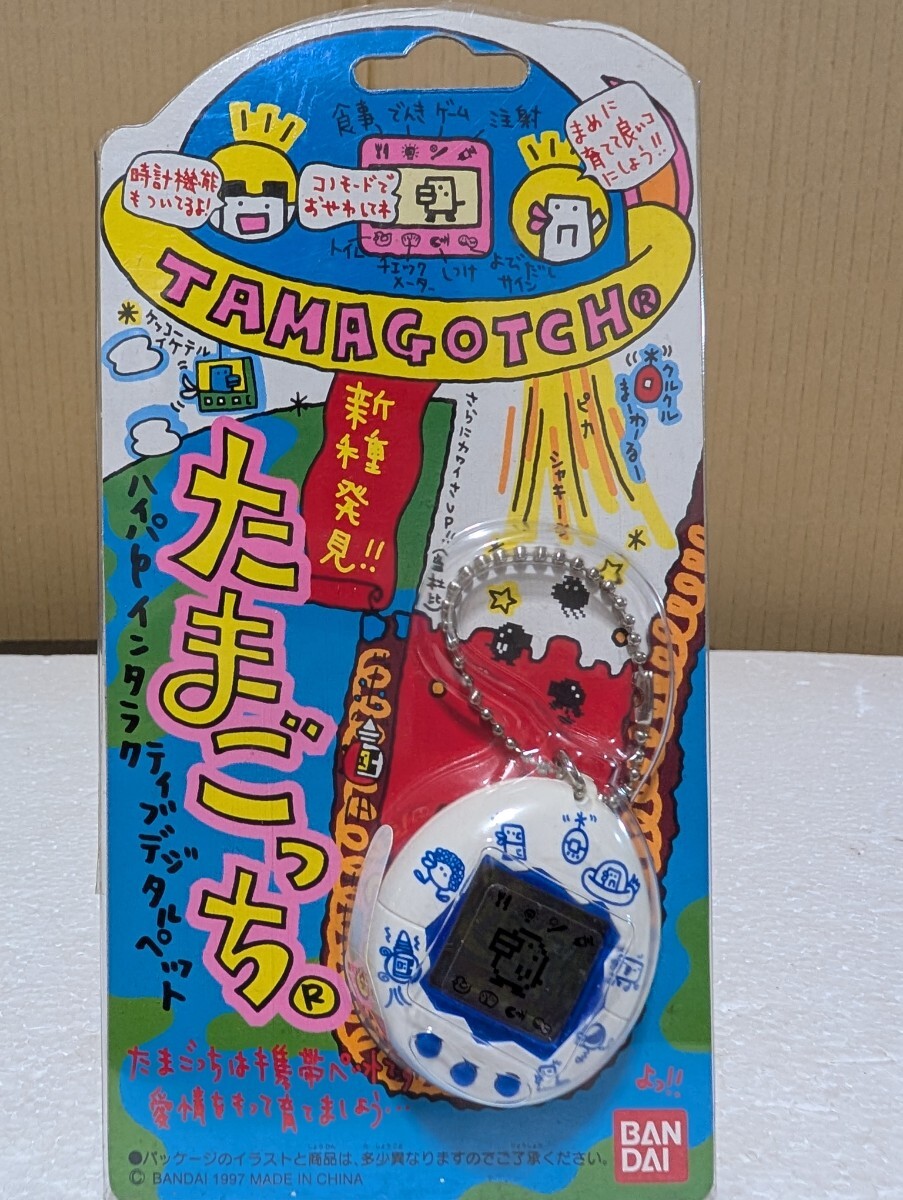 食事 でんき ゲーム 注射
時計機能
もついてるよ!
コノモードで
おせわしてネ
まめに
育てて良いコ
にしよう!!
トイレ
チェック
メーター
しつけ
よびだし
サイン
TAMAGOTCH®
ケッコー
イケテル
新種発見!!
さらにカワイさUP!!
ピカ
シャキーン
クルクル
まーわーるー
たまごっち®
ハイパー インタラク
ティブデジタルペット
たまごっちは携帯ペットです
愛情をもって育てましょう…
よっ!!
BAN
DAI
●パッケージのイラストと商品は、多少異なりますのでご了承ください。
© BANDAI 1997 MADE IN CHINA